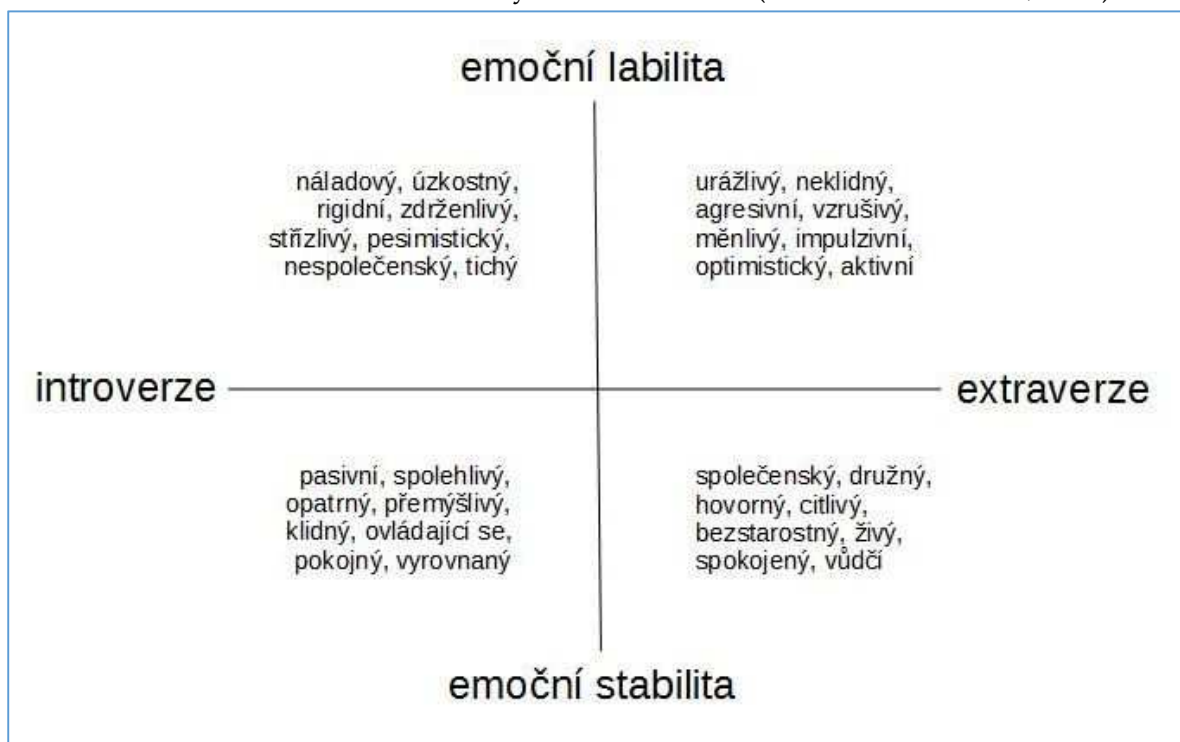 emoční labilita
náladový, úzkostný,
rigidní, zdrženlivý,
střízlivý, pesimistický,
nespolečenský, tichý
urážlivý, neklidný,
agresivní, vzrušivý,
měnlivý, impulzivní,
optimistický, aktivní
introverze
extraverze
pasivní, spolehlivý,
opatrný, přemýšlivý,
klidný, ovládající se,
pokojný, vyrovnaný
společenský, družný,
hovorný, citlivý,
bezstarostný, živý,
spokojený, vůdčí
emoční stabilita